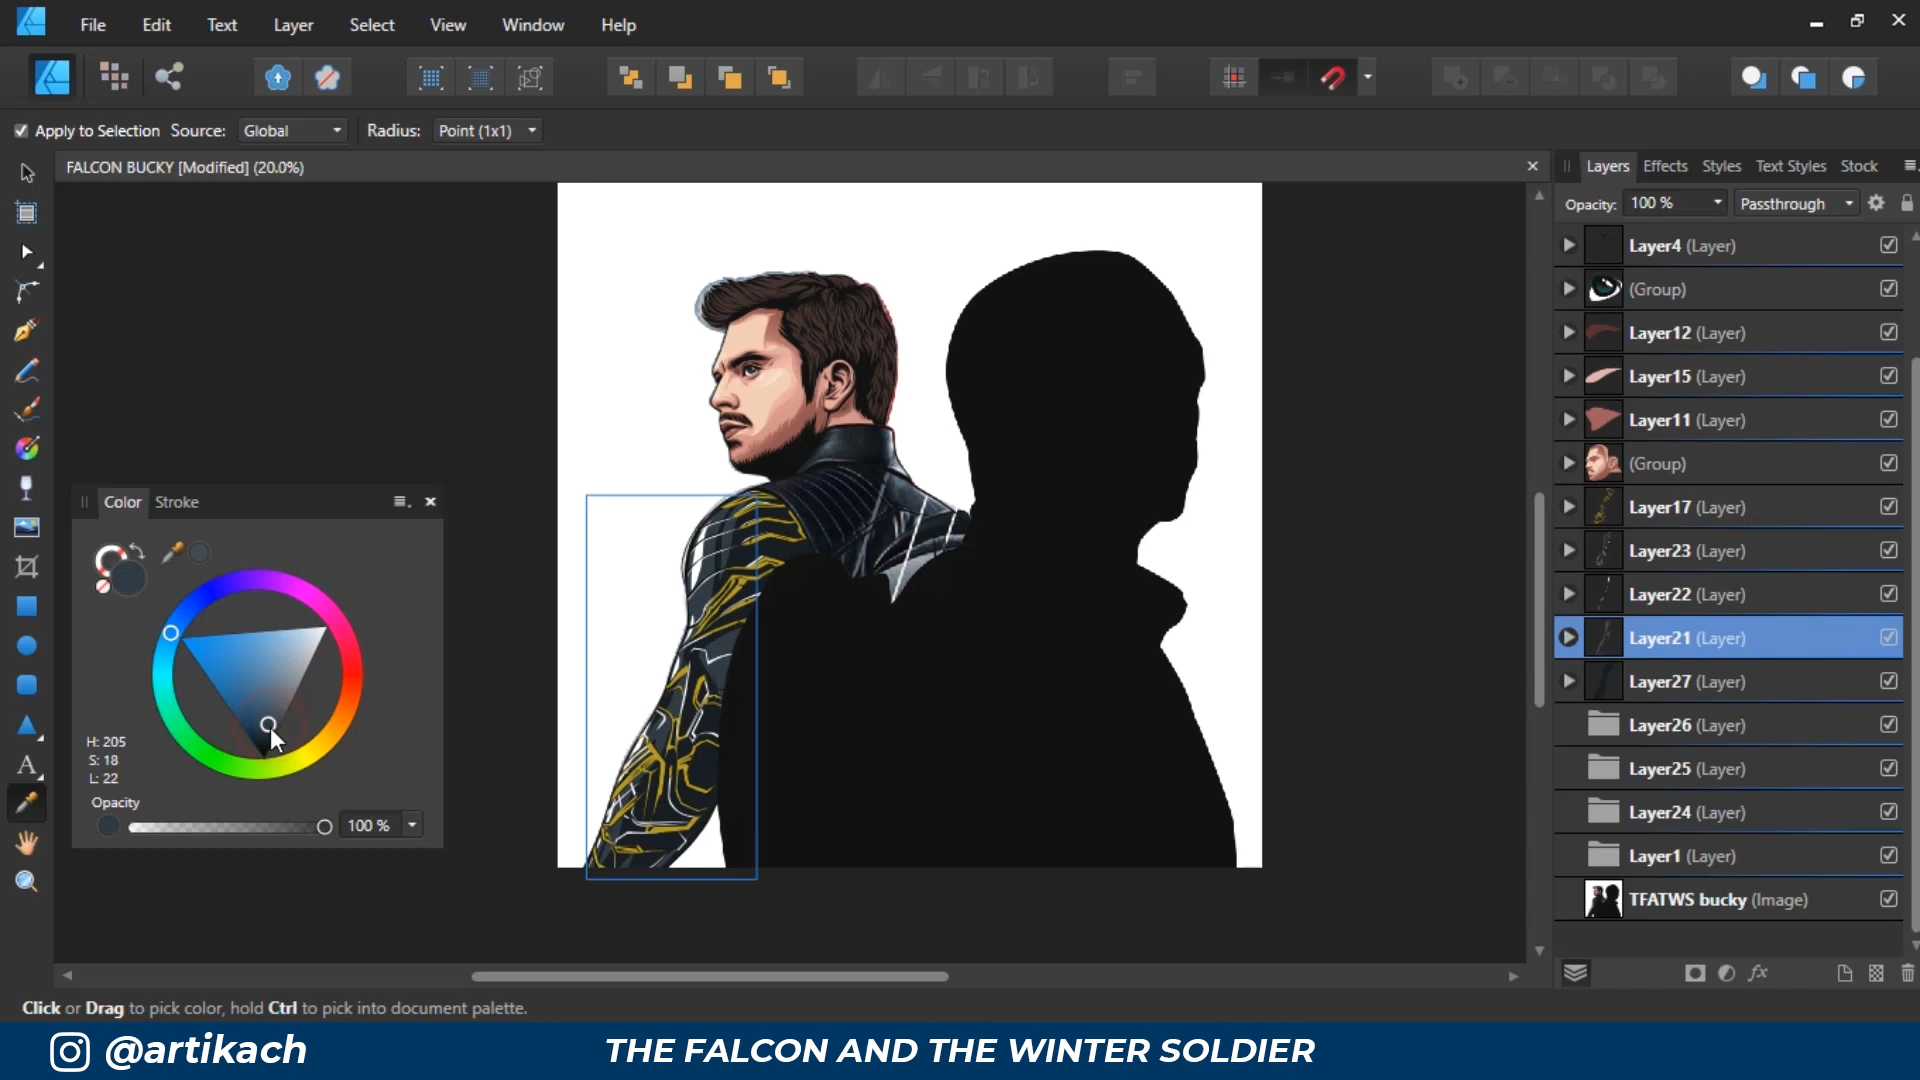 File Edit Text Layer Select View Window Help
Apply to Selection Source: Global Radius: Point (1x1)
FALCON BUCKY [Modified] (20.0%)
Layers Effects Styles Text Styles Stock
Opacity: 100 % Passthrough
Layer4 (Layer)
(Group)
Layer12 (Layer)
Layer15 (Layer)
Layer11 (Layer)
(Group)
Layer17 (Layer)
Layer23 (Layer)
Layer22 (Layer)
Layer21 (Layer)
Layer27 (Layer)
Layer26 (Layer)
Layer25 (Layer)
Layer24 (Layer)
Layer1 (Layer)
TFATWS bucky (Image)
Color Stroke
H: 205
S: 18
L: 22
Opacity
100 %
Click or Drag to pick color, hold Ctrl to pick into document palette.
@artikach
THE FALCON AND THE WINTER SOLDIER